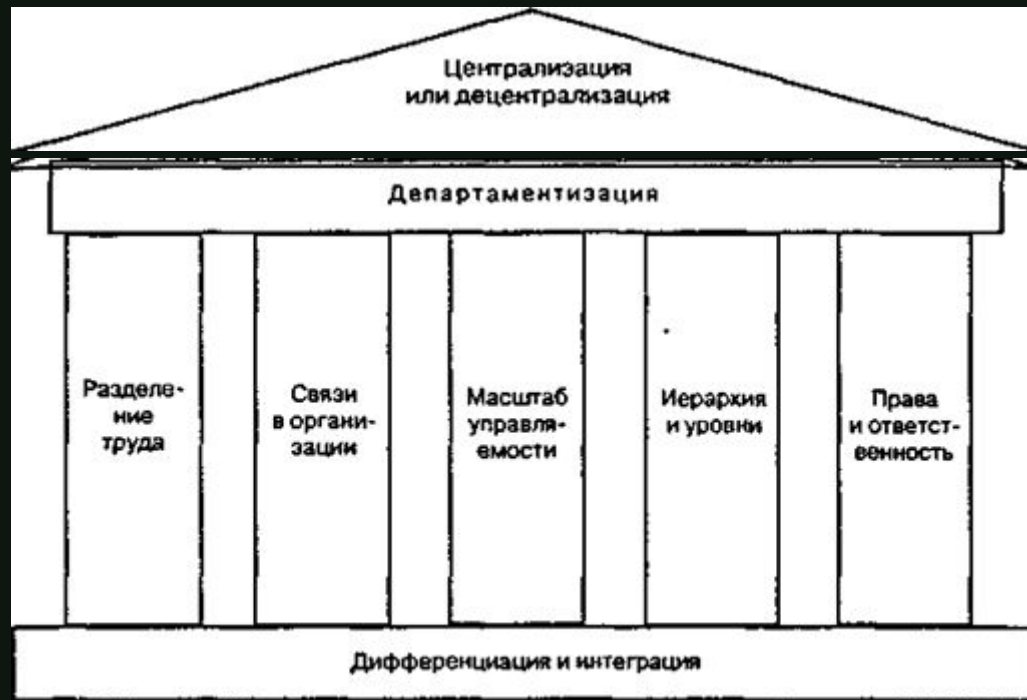 Централизация
или децентрализация
Департаментизация
Разделе-
ние
труда
Связи
в органи-
зации
Масштаб
управля-
емости
Иерархия
и уровни
Права
и ответст-
венность
Дифференциация и интеграция